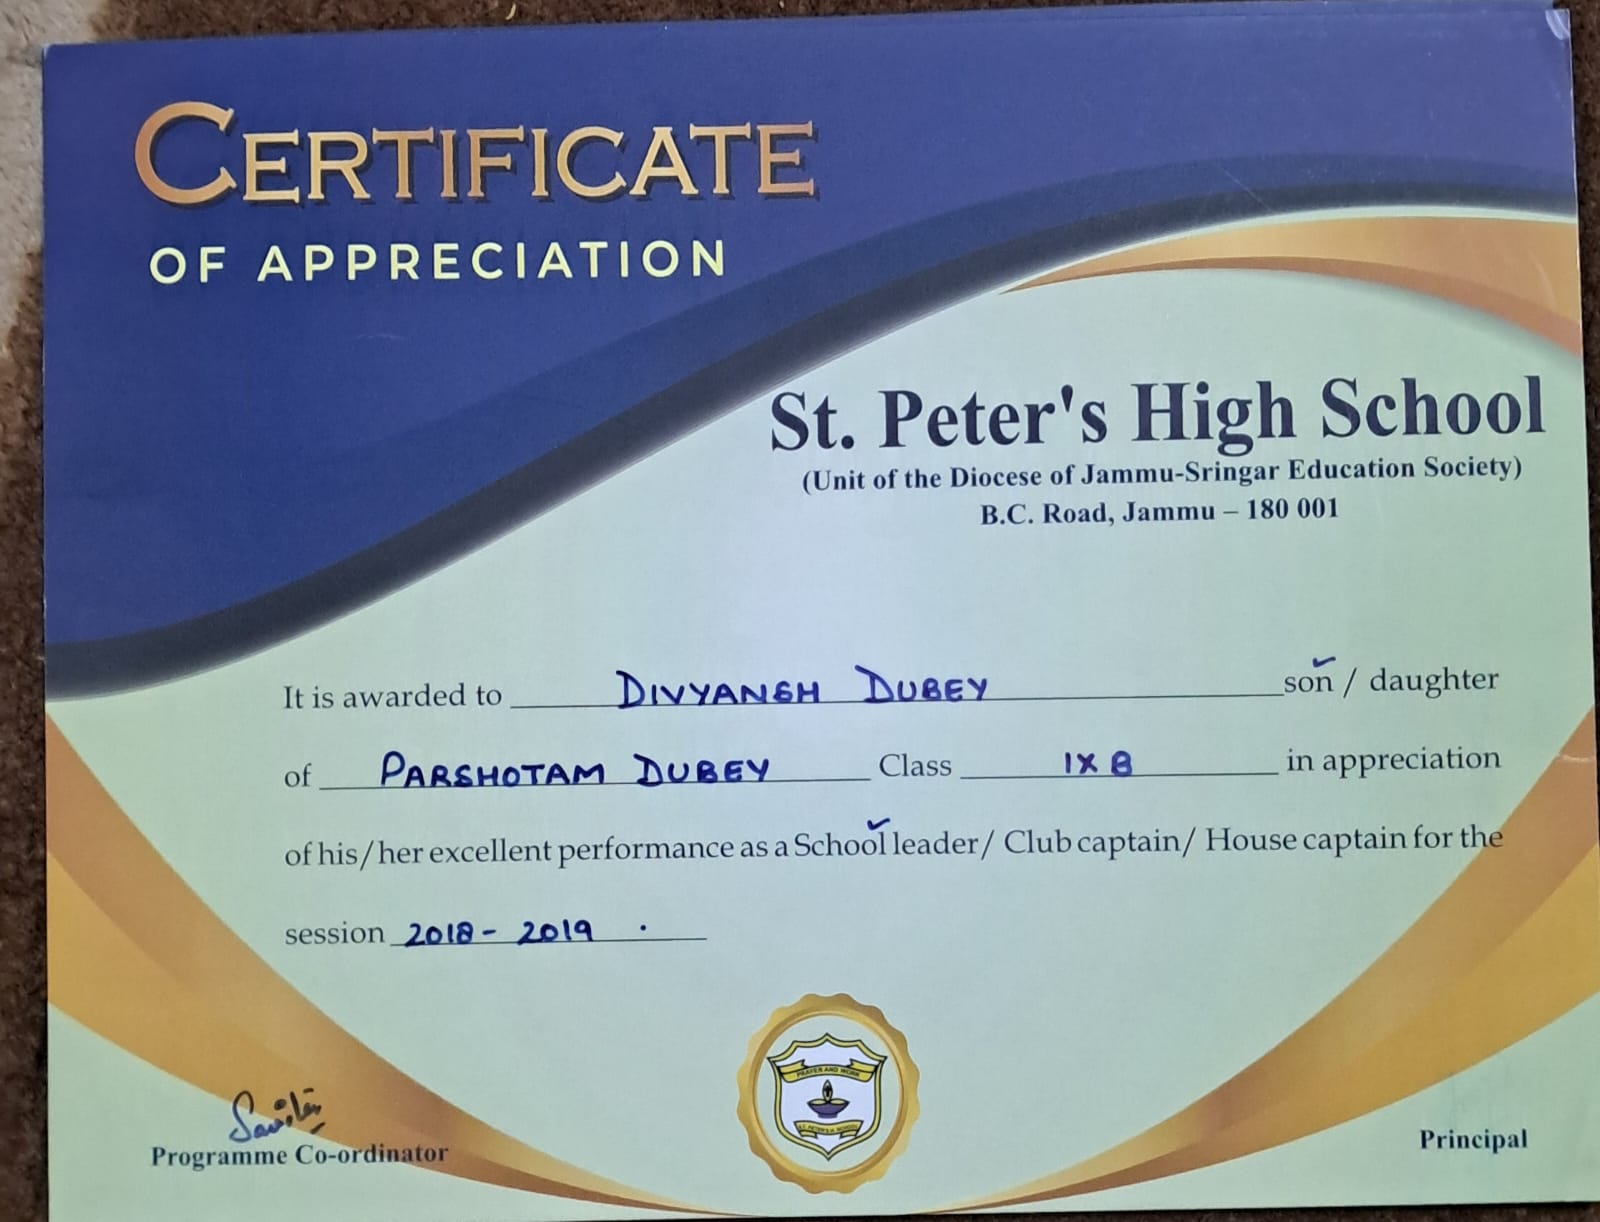 CERTIFICATE
OF APPRECIATION
St. Peter's High School
(Unit of the Diocese of Jammu-Sringar Education Society)
B.C. Road, Jammu – 180 001
It is awarded to DIVYANSH DUBEY son / daughter
of PARSHOTAM DUBEY Class IX B in appreciation
of his/her excellent performance as a School leader/ Club captain/ House captain for the
session 2018 - 2019 .
PRAYER AND WORK
ST. PETER'S H. SCHOOL
Programme Co-ordinator
Principal